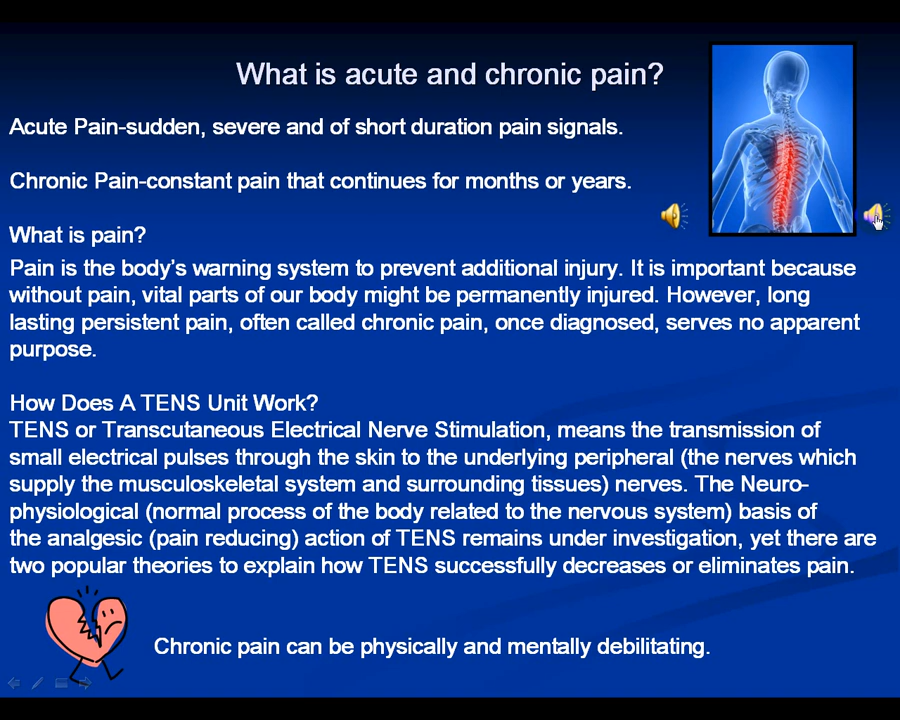 What is acute and chronic pain?
Acute Pain-sudden, severe and of short duration pain signals.
Chronic Pain-constant pain that continues for months or years.
What is pain?
Pain is the body's warning system to prevent additional injury. It is important because
without pain, vital parts of our body might be permanently injured. However, long
lasting persistent pain, often called chronic pain, once diagnosed, serves no apparent
purpose.
How Does A TENS Unit Work?
TENS or Transcutaneous Electrical Nerve Stimulation, means the transmission of
small electrical pulses through the skin to the underlying peripheral (the nerves which
supply the musculoskeletal system and surrounding tissues) nerves. The Neuro-
physiological (normal process of the body related to the nervous system) basis of
the analgesic (pain reducing) action of TENS remains under investigation, yet there are
two popular theories to explain how TENS successfully decreases or eliminates pain.
Chronic pain can be physically and mentally debilitating.